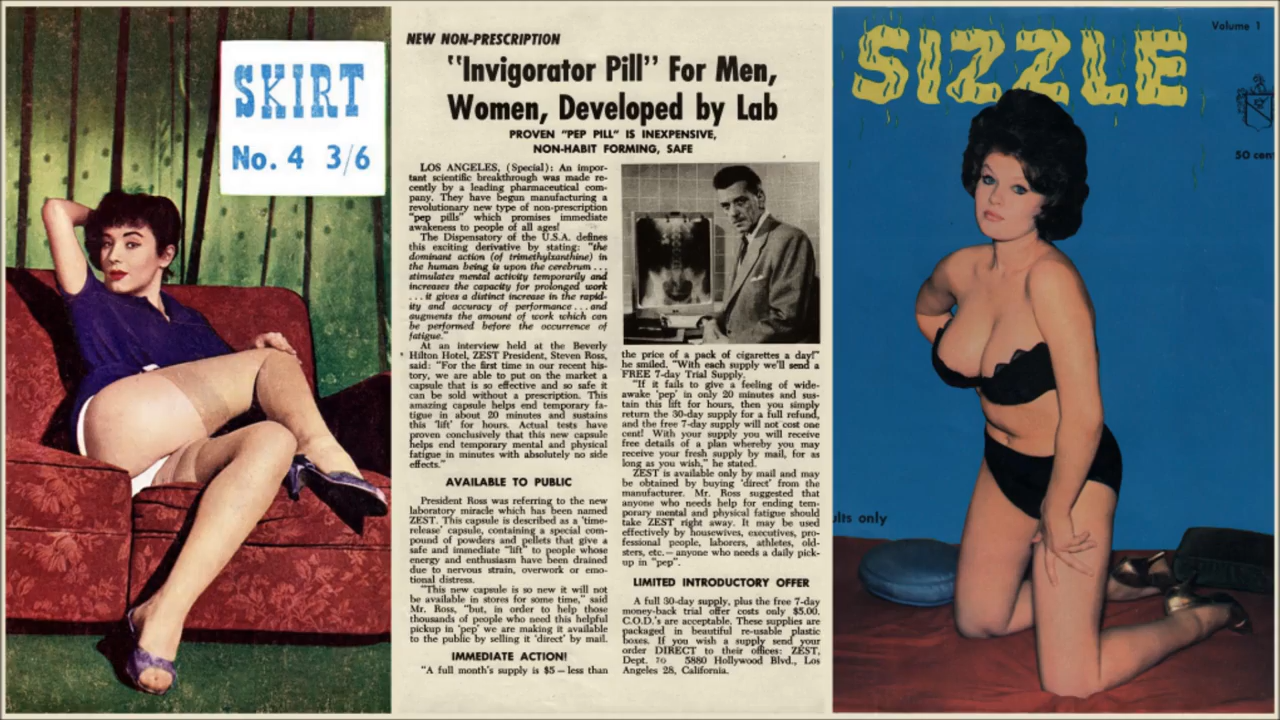 SKIRT
No. 4 3/6
NEW NON-PRESCRIPTION
"Invigorator Pill" For Men,
Women, Developed by Lab
PROVEN "PEP PILL" IS INEXPENSIVE,
NON-HABIT FORMING, SAFE
LOS ANGELES, (Special): An impor-
tant scientific breakthrough was made re-
cently by a leading pharmaceutical com-
pany. They have begun manufacturing a
revolutionary new type of non-prescription
"pep pills" which promises immediate
awakeness to people of all ages!
The Dispensatory of the U.S.A. defines
this exciting derivative by stating: "the
dominant action (of trimethylxanthine) in
the human being is upon the cerebrum ...
stimulates mental activity temporarily and
increases the capacity for prolonged work
... it gives a distinct increase in the rapid-
ity and accuracy of performance ... and
augments the amount of work which can
be performed before the occurrence of
fatigue."
At an interview held at the Beverly
Hilton Hotel, ZEST President, Steven Ross,
said: "For the first time in our recent his-
tory, we are able to put on the market a
capsule that is so effective and so safe it
can be sold without a prescription. This
amazing capsule helps end temporary fa-
tigue in about 20 minutes and sustains
this 'lift' for hours. Actual tests have
proven conclusively that this new capsule
helps end temporary mental and physical
fatigue in minutes with absolutely no side
effects."
AVAILABLE TO PUBLIC
President Ross was referring to the new
laboratory miracle which has been named
ZEST. This capsule is described as a 'time-
release' capsule, containing a special com-
pound of powders and pellets that give a
safe and immediate "lift" to people whose
energy and enthusiasm have been drained
due to nervous strain, overwork or emo-
tional distress.
"This new capsule is so new it will not
be available in stores for some time," said
Mr. Ross, "but, in order to help those
thousands of people who need this helpful
pickup in 'pep' we are making it available
to the public by selling it 'direct' by mail.
IMMEDIATE ACTION!
"A full month's supply is $5 – less than
the price of a pack of cigarettes a day!"
he smiled. "With each supply we'll send a
FREE 7-day Trial Supply.
"If it fails to give a feeling of wide-
awake 'pep' in only 20 minutes and sus-
tain this lift for hours, then you simply
return the 30-day supply for a full refund,
and the free 7-day supply will not cost one
cent! With your supply you will receive
free details of a plan whereby you may
receive your fresh supply by mail, for as
long as you wish," he stated.
ZEST is available only by mail and may
be obtained by buying 'direct' from the
manufacturer. Mr. Ross suggested that
anyone who needs help for ending tem-
porary mental and physical fatigue should
take ZEST right away. It may be used
effectively by housewives, executives, pro-
fessional people, laborers, athletes, old-
sters, etc. – anyone who needs a daily pick-
up in "pep".
LIMITED INTRODUCTORY OFFER
A full 30-day supply, plus the free 7-day
money-back trial offer costs only $5.00.
C.O.D.'s are acceptable. These supplies are
packaged in beautiful re-usable plastic
boxes. If you wish a supply send your
order DIRECT to their offices: ZEST,
Dept. 5880 Hollywood Blvd., Los
Angeles 28, California.
SIZZLE
Volume 1
50 cen
ults only